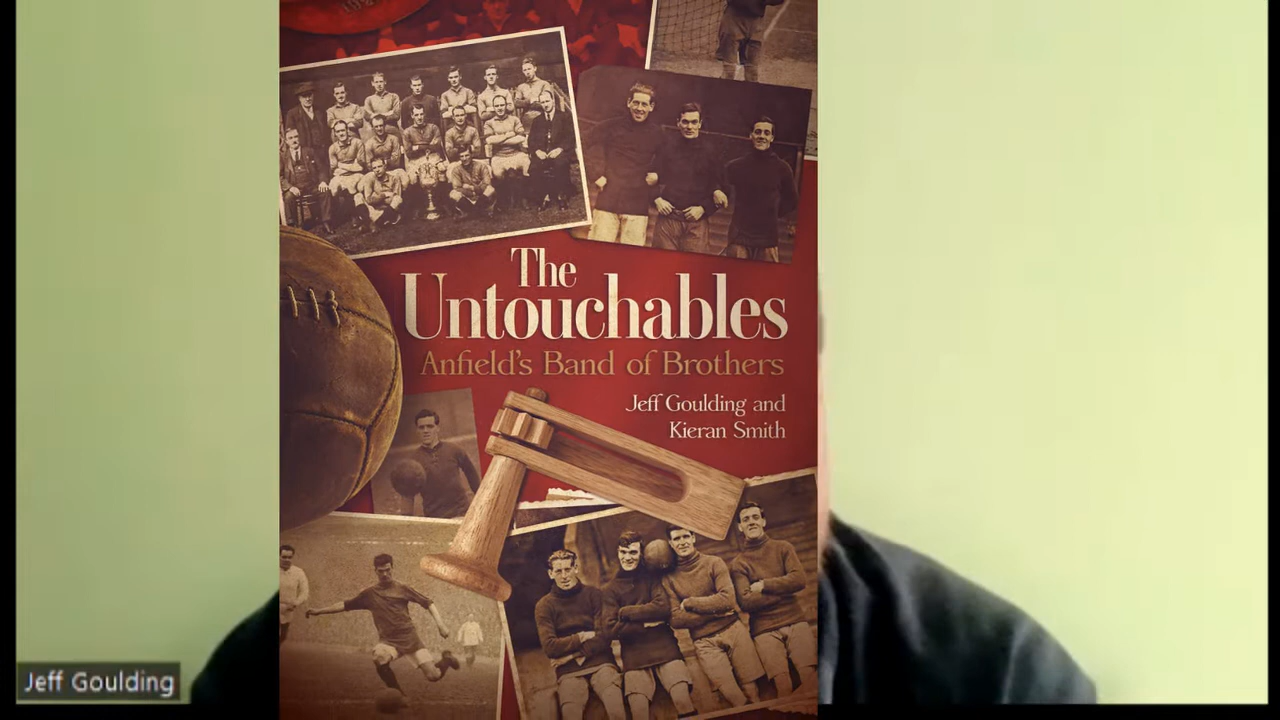 The
Untouchables
Anfield's Band of Brothers
Jeff Goulding and
Kieran Smith
Jeff Goulding